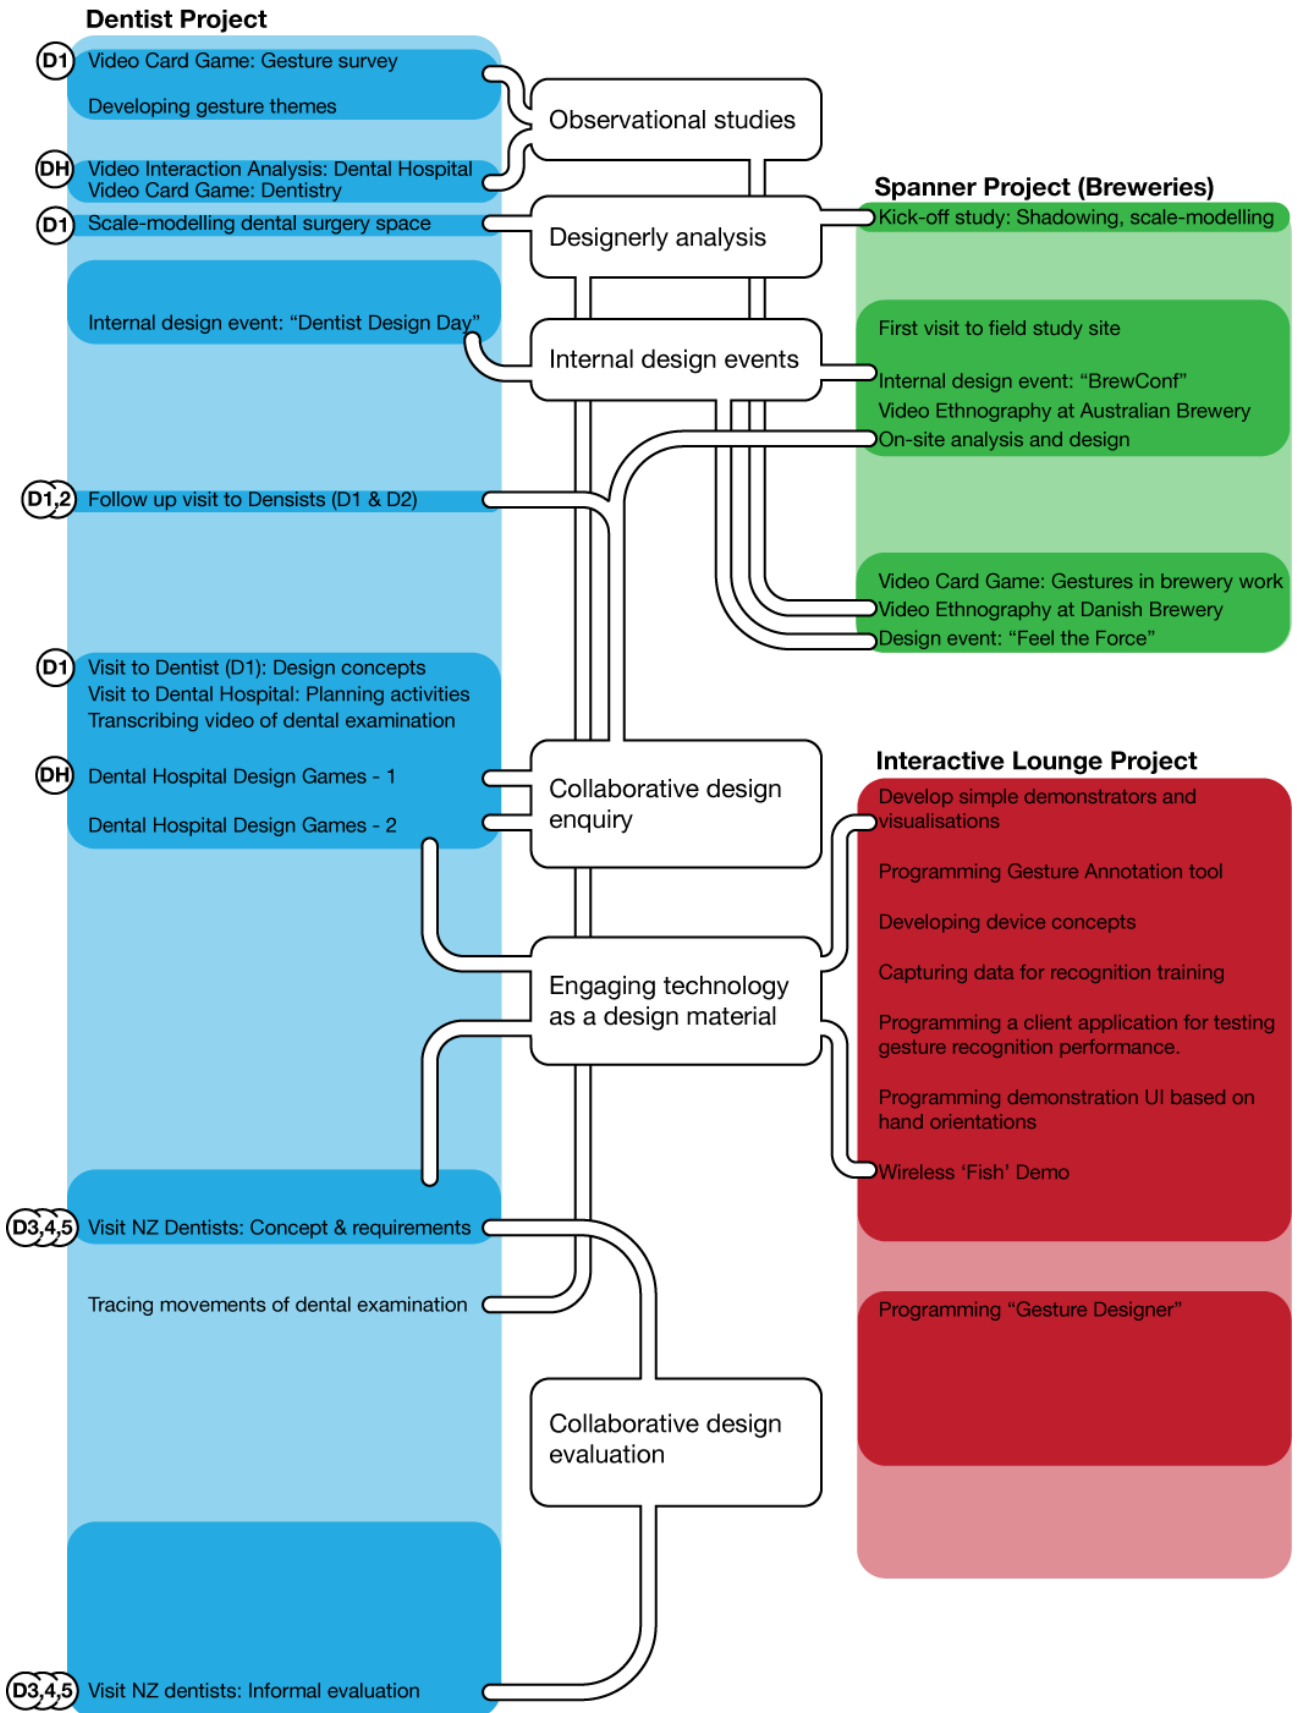 Dentist Project
D1
Video Card Game: Gesture survey
Developing gesture themes
DH
Video Interaction Analysis: Dental Hospital
Video Card Game: Dentistry
D1
Scale-modelling dental surgery space
Internal design event: “Dentist Design Day”
D1,2
Follow up visit to Densists (D1 & D2)
D1
Visit to Dentist (D1): Design concepts
Visit to Dental Hospital: Planning activities
Transcribing video of dental examination
DH
Dental Hospital Design Games - 1
Dental Hospital Design Games - 2
D3,4,5
Visit NZ Dentists: Concept & requirements
Tracing movements of dental examination
D3,4,5
Visit NZ dentists: Informal evaluation
Observational studies
Designerly analysis
Internal design events
Collaborative design
enquiry
Engaging technology
as a design material
Collaborative design
evaluation
Spanner Project (Breweries)
Kick-off study: Shadowing, scale-modelling
First visit to field study site
Internal design event: “BrewConf”
Video Ethnography at Australian Brewery
On-site analysis and design
Video Card Game: Gestures in brewery work
Video Ethnography at Danish Brewery
Design event: “Feel the Force”
Interactive Lounge Project
Develop simple demonstrators and
visualisations
Programming Gesture Annotation tool
Developing device concepts
Capturing data for recognition training
Programming a client application for testing
gesture recognition performance.
Programming demonstration UI based on
hand orientations
Wireless ‘Fish’ Demo
Programming “Gesture Designer”